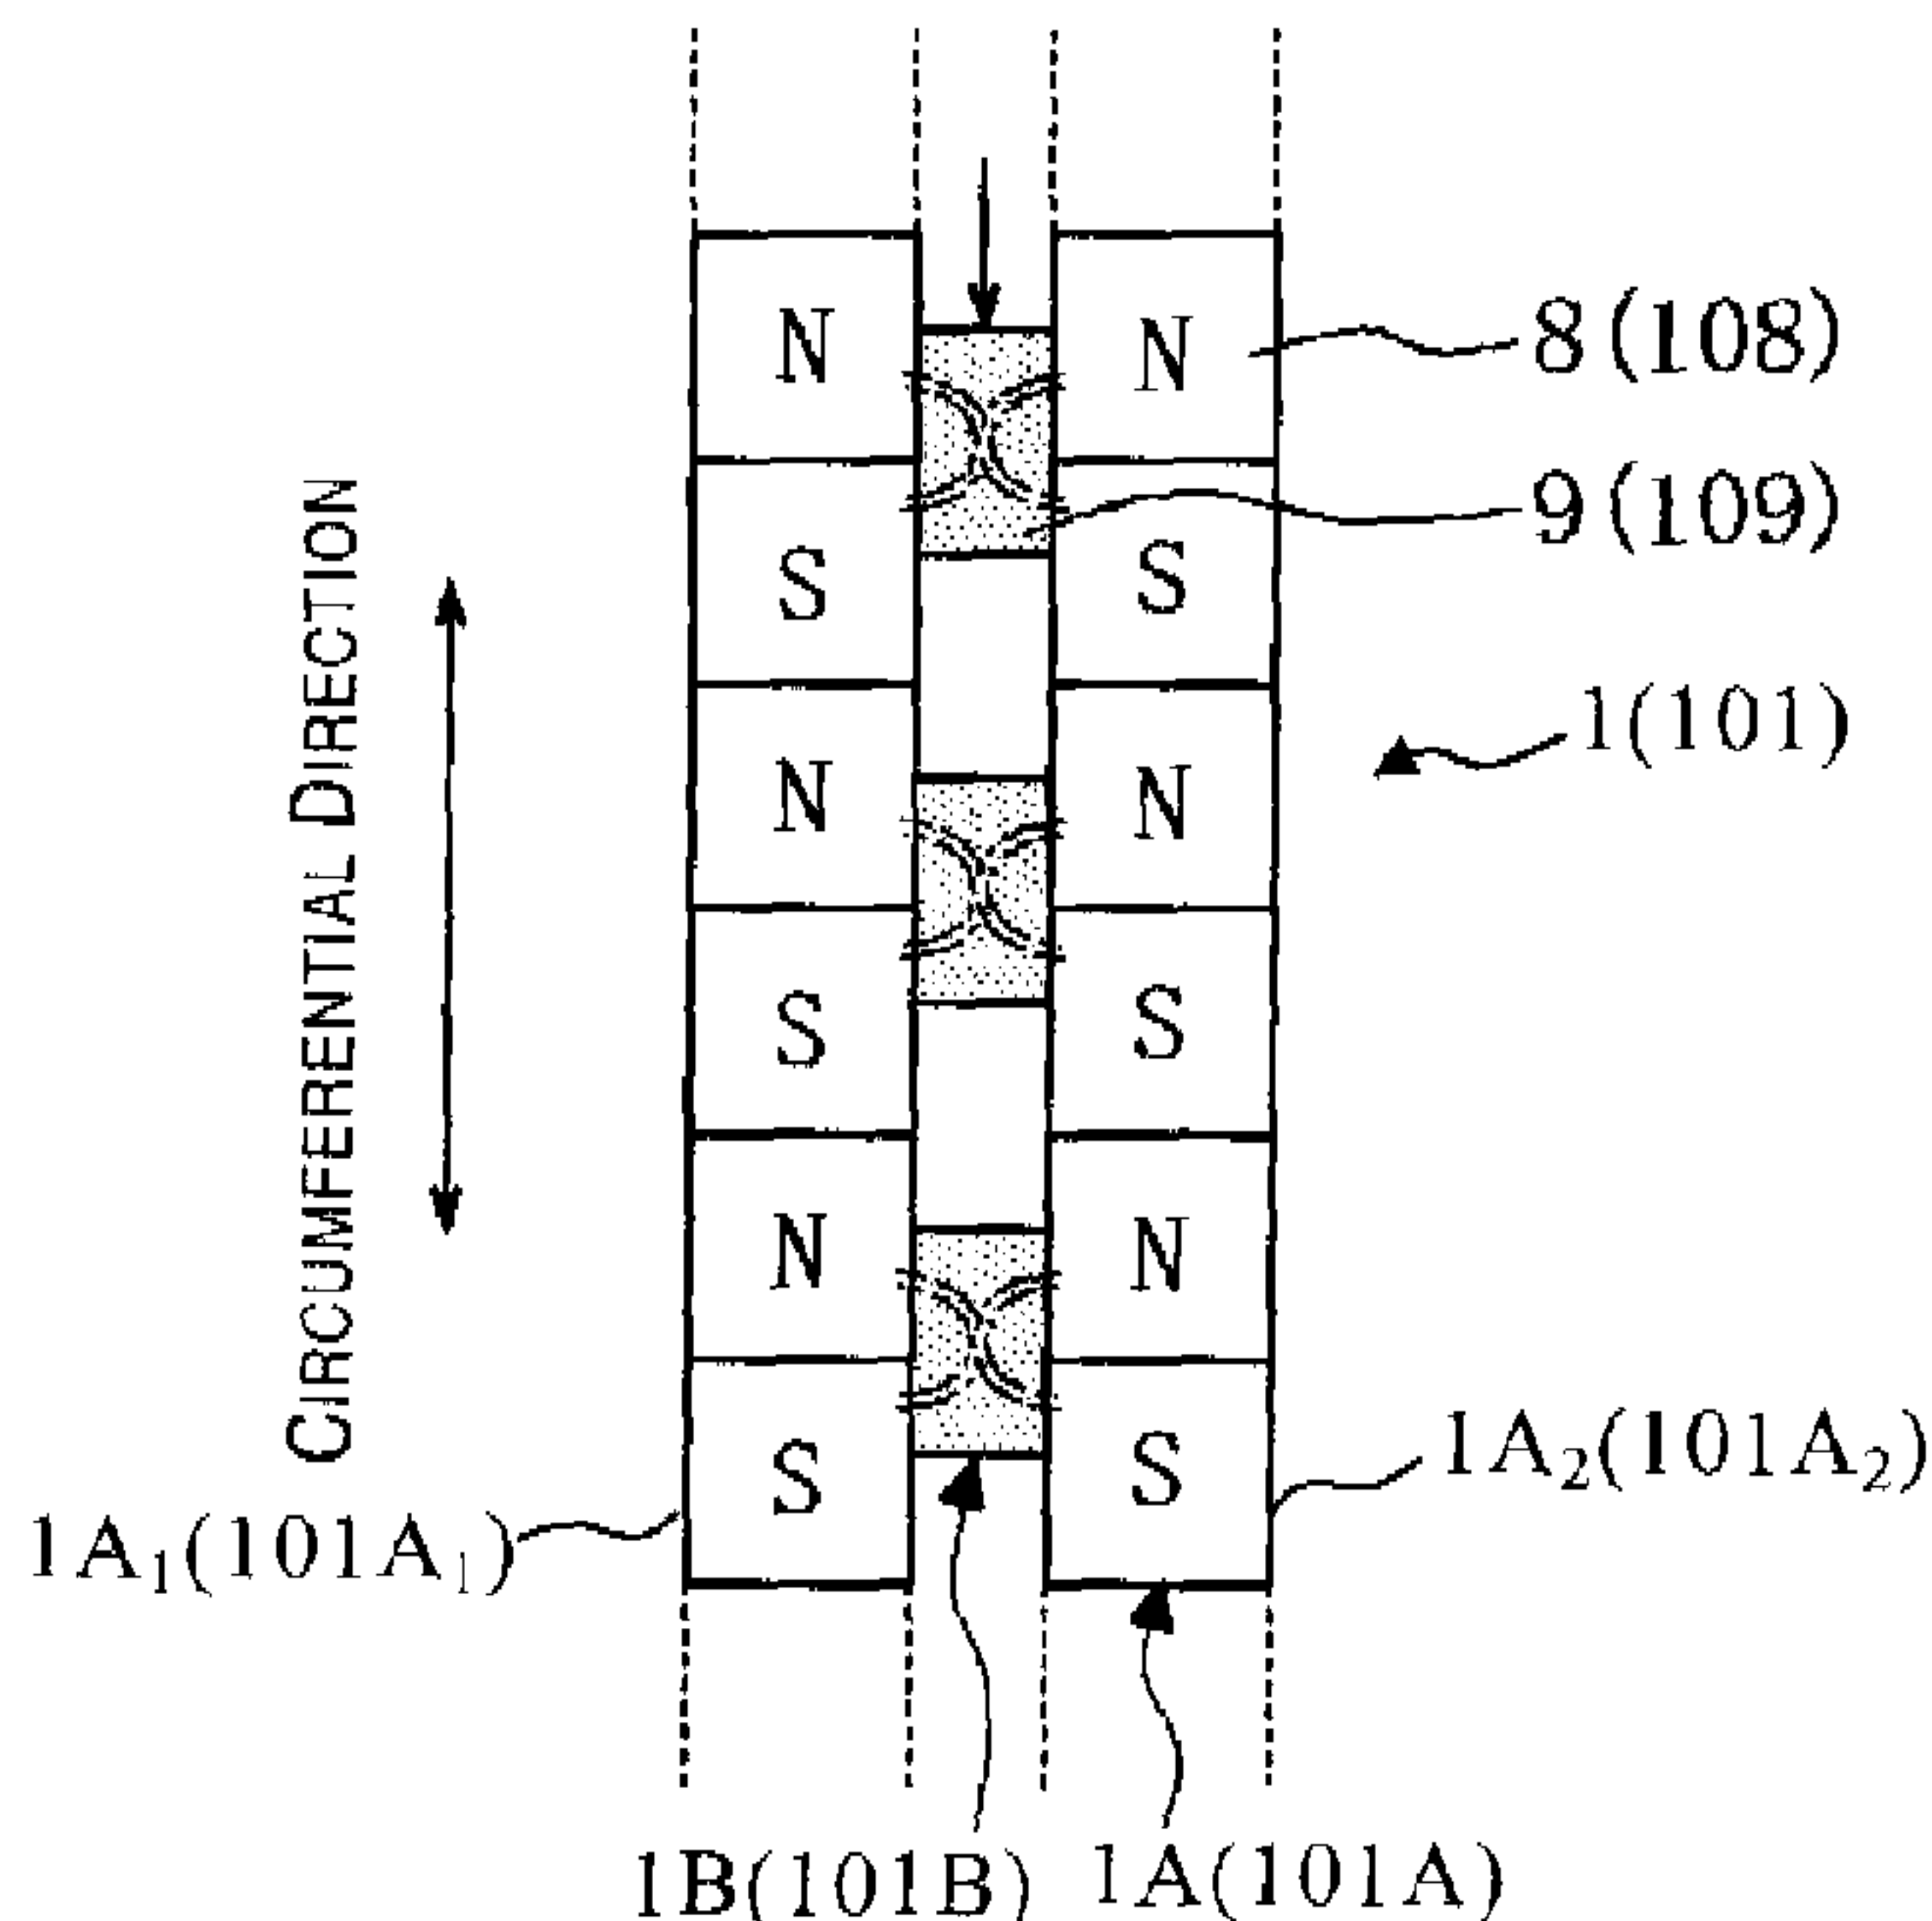 N N 8(108)
9(109)
S S
1(101)
N N
S S
N N
S S
CIRCUMFERENTIAL DIRECTION
1A₂(101A₂)
1A₁(101A₁)
1B(101B) 1A(101A)